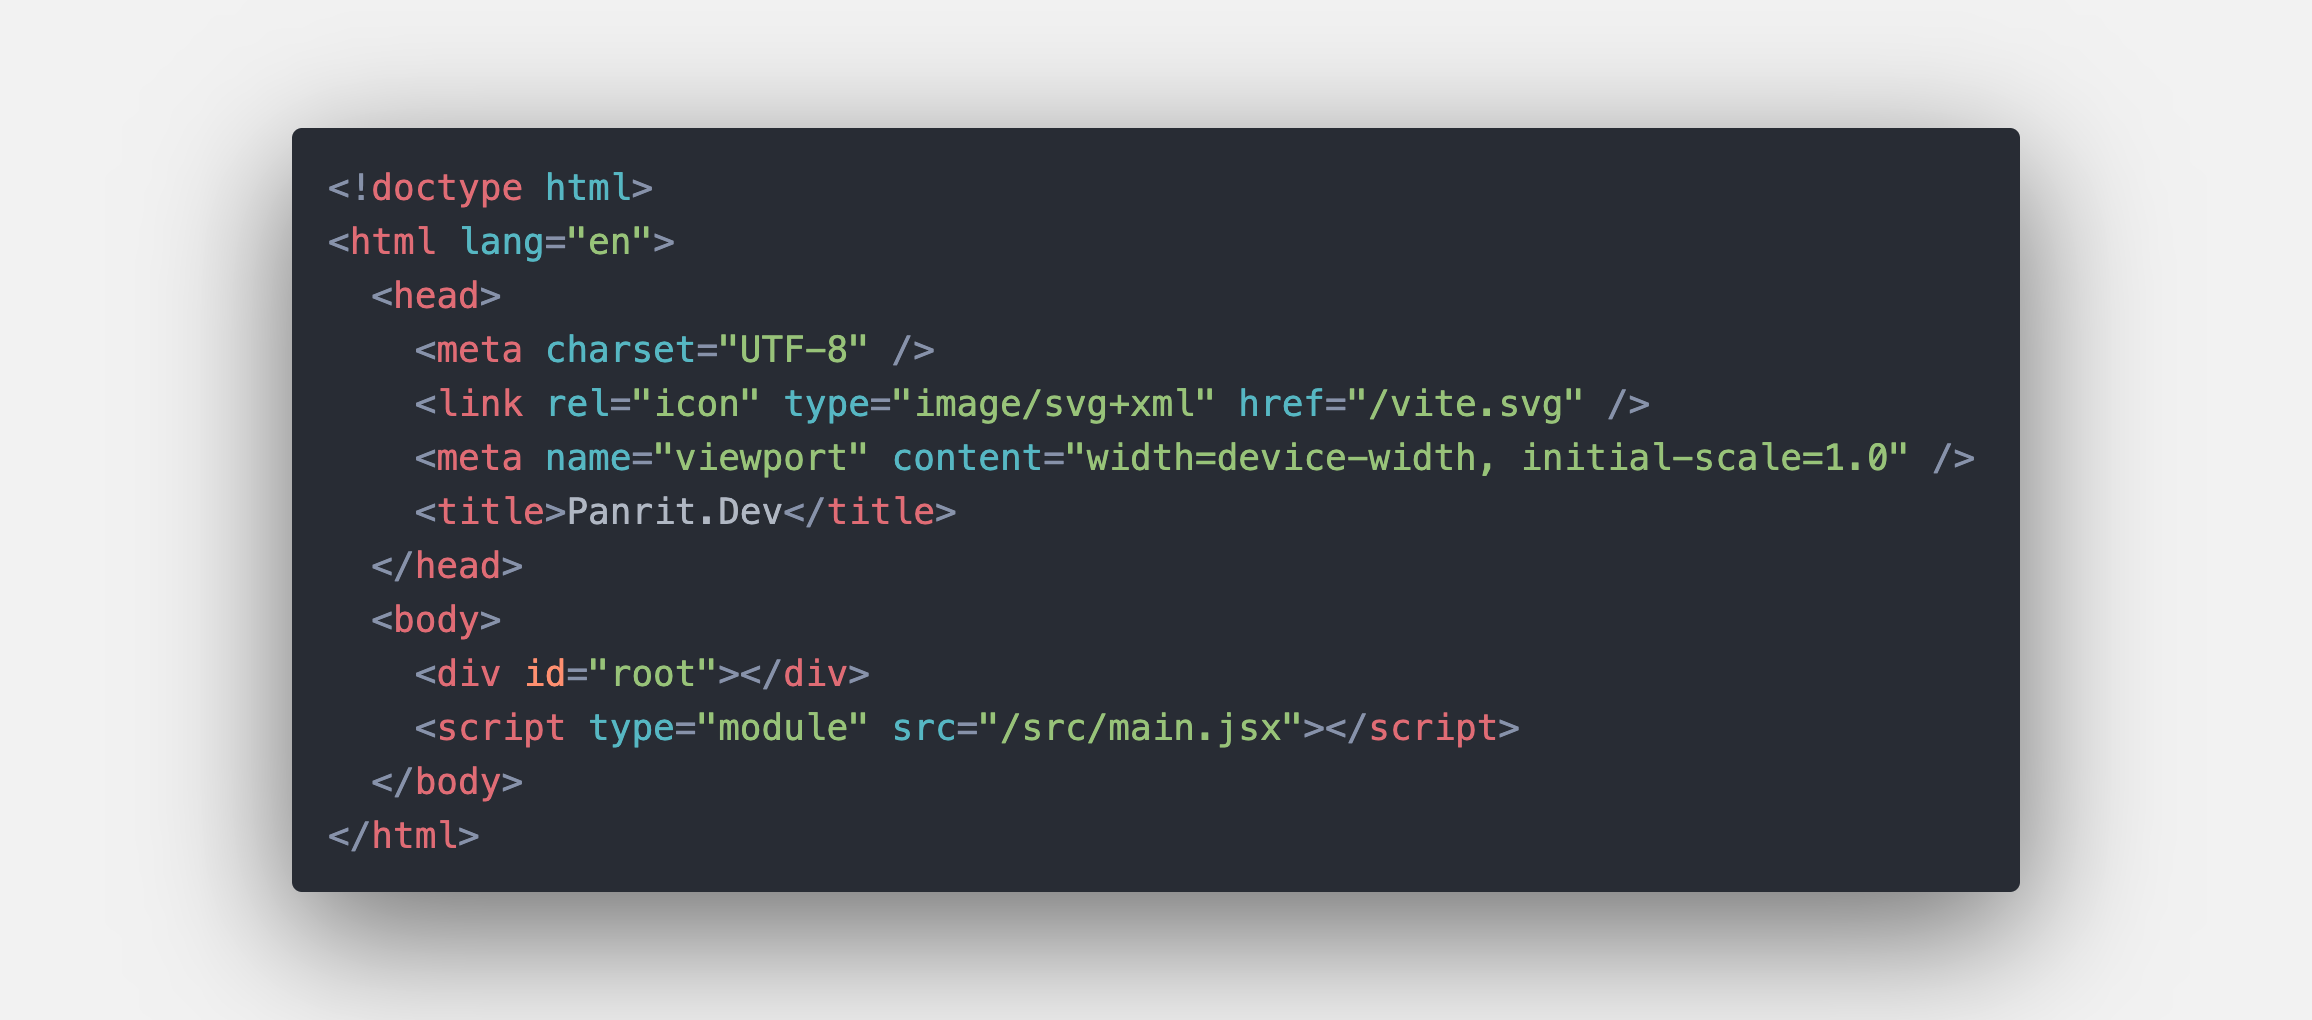 <!doctype html>
<html lang="en">
  <head>
    <meta charset="UTF-8" />
    <link rel="icon" type="image/svg+xml" href="/vite.svg" />
    <meta name="viewport" content="width=device-width, initial-scale=1.0" />
    <title>Panrit.Dev</title>
  </head>
  <body>
    <div id="root"></div>
    <script type="module" src="/src/main.jsx"></script>
  </body>
</html>